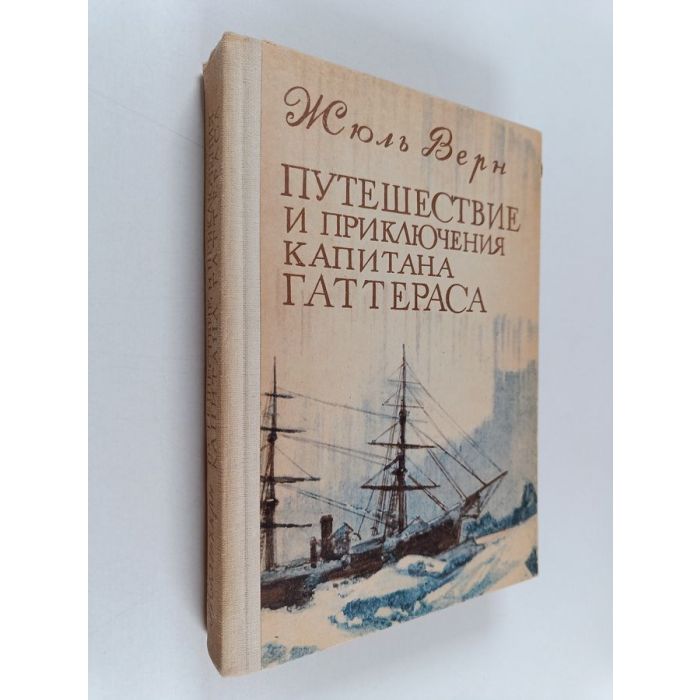 Жюль Верн
ПУТЕШЕСТВИЕ
И ПРИКЛЮЧЕНИЯ
КАПИТАНА
ГАТТЕРАСА